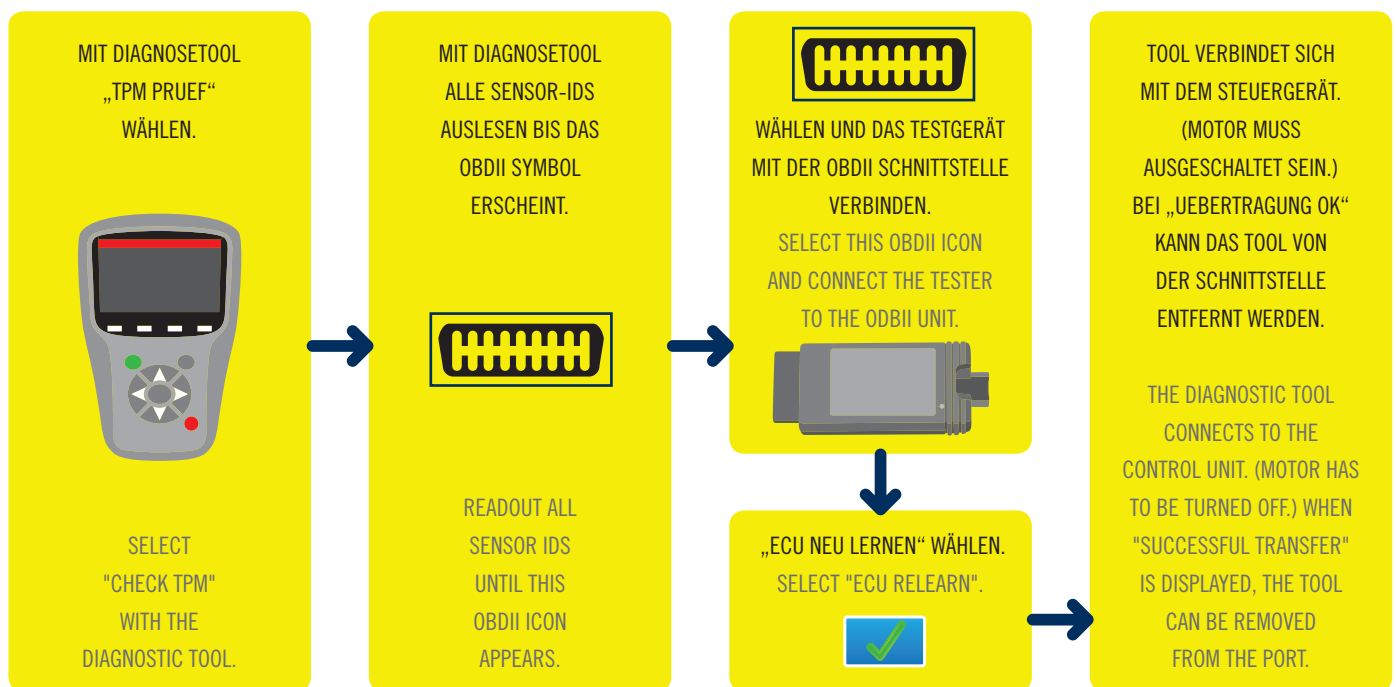 MIT DIAGNOSETOOL
„TPM PRUEF“
WÄHLEN.
SELECT
"CHECK TPM"
WITH THE
DIAGNOSTIC TOOL.
MIT DIAGNOSETOOL
ALLE SENSOR-IDS
AUSLESEN BIS DAS
OBDII SYMBOL
ERSCHEINT.
READOUT ALL
SENSOR IDS
UNTIL THIS
OBDII ICON
APPEARS.
WÄHLEN UND DAS TESTGERÄT
MIT DER OBDII SCHNITTSTELLE
VERBINDEN.
SELECT THIS OBDII ICON
AND CONNECT THE TESTER
TO THE ODBII UNIT.
„ECU NEU LERNEN“ WÄHLEN.
SELECT "ECU RELEARN".
TOOL VERBINDET SICH
MIT DEM STEUERGERÄT.
(MOTOR MUSS
AUSGESCHALTET SEIN.)
BEI „UEBERTRAGUNG OK“
KANN DAS TOOL VON
DER SCHNITTSTELLE
ENTFERNT WERDEN.
THE DIAGNOSTIC TOOL
CONNECTS TO THE
CONTROL UNIT. (MOTOR HAS
TO BE TURNED OFF.) WHEN
"SUCCESSFUL TRANSFER"
IS DISPLAYED, THE TOOL
CAN BE REMOVED
FROM THE PORT.